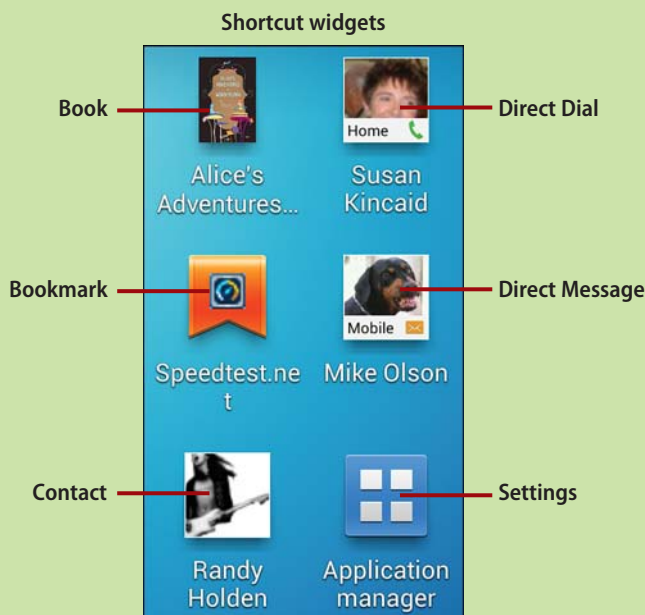 Shortcut widgets
Book
Direct Dial
Home
Alice's
Adventures...
Susan
Kincaid
Bookmark
Direct Message
Mobile
Speedtest.ne
t
Mike Olson
Contact
Settings
Randy
Holden
Application
manager